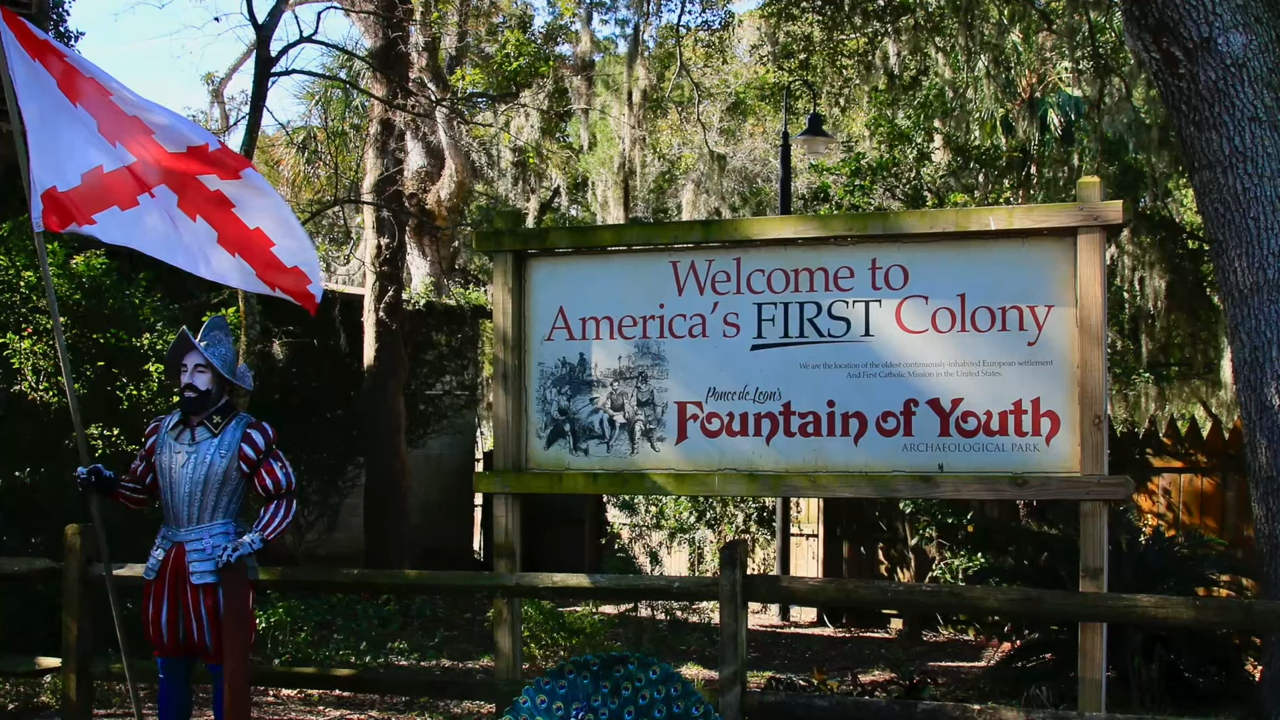 Welcome to
America's FIRST Colony
We are the location of the oldest continuously-inhabited European settlement
And First Catholic Mission in the United States.
Ponce de Leon's
Fountain of Youth
ARCHAEOLOGICAL PARK